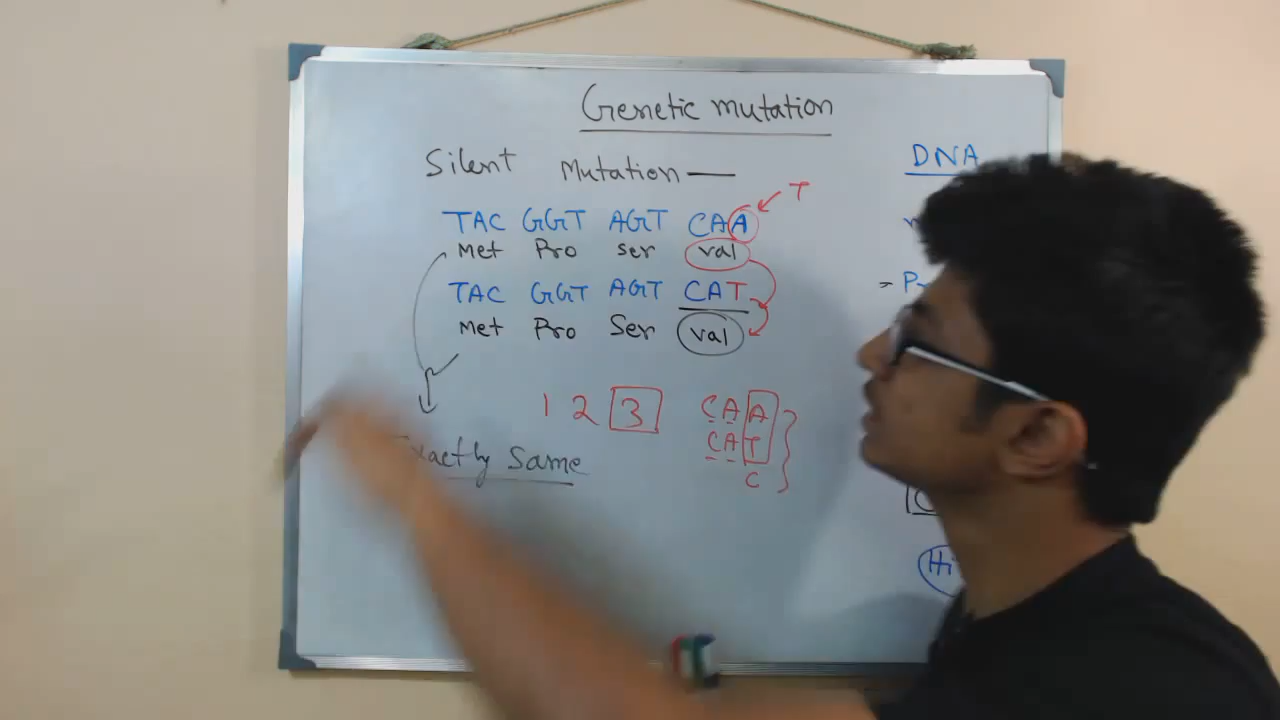 Genetic mutation
Silent Mutation —
T
TAC GGT AGT CAA
Met Pro Ser val
TAC GGT AGT CAT
Met Pro Ser val
1 2 3
CAA
CAT
C
Exactly Same
DNA